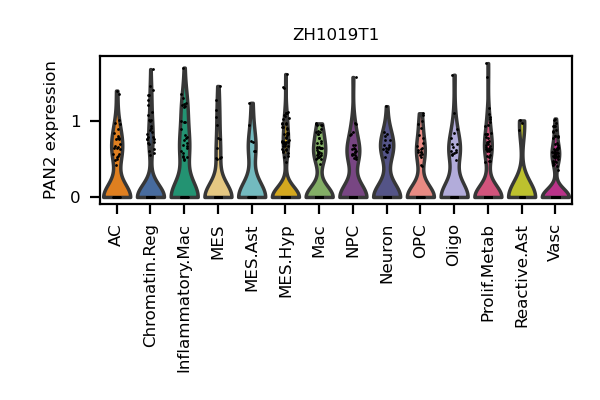 ZH1019T1
PAN2 expression
1
0
AC
Chromatin.Reg
Inflammatory.Mac
MES
MES.Ast
MES.Hyp
Mac
NPC
Neuron
OPC
Oligo
Prolif.Metab
Reactive.Ast
Vasc